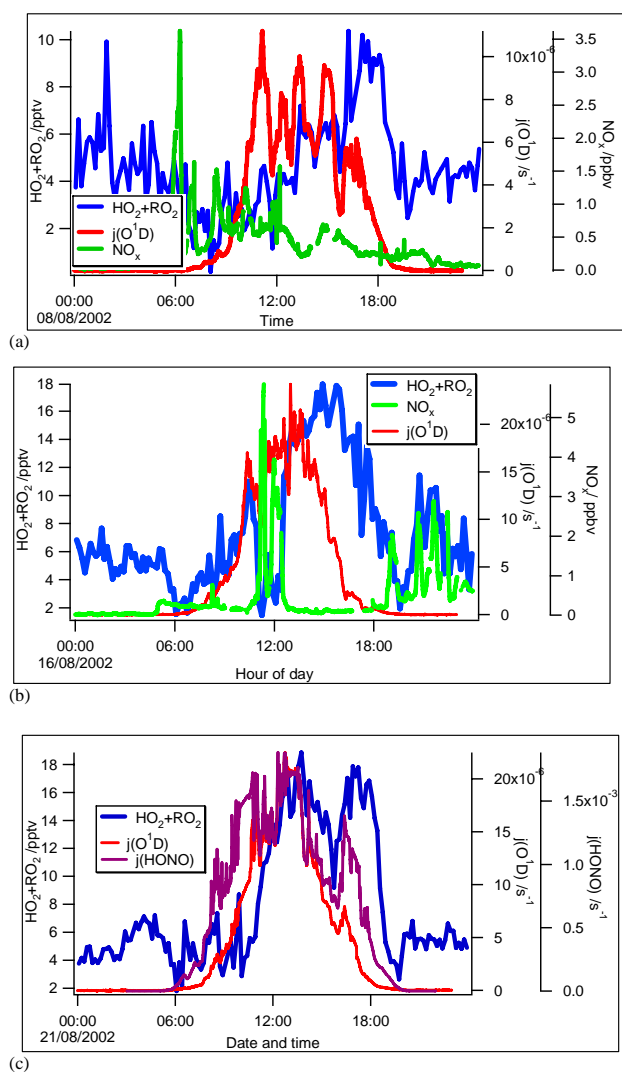 10
8
6
4
2
HO2+RO2 /pptv
HO2+RO2
j(O1D)
NOx
10x10-6
8
6
4
2
0
j(O1D) /s-1
3.5
3.0
2.5
2.0
1.5
1.0
0.5
0.0
NOx /ppbv
00:00
06:00
12:00
18:00
08/08/2002
Time
(a)
18
16
14
12
10
8
6
4
2
HO2+RO2 /pptv
HO2+RO2
NOx
j(O1D)
20x10-6
15
10
5
0
j(O1D) /s-1
5
4
3
2
1
0
NOx / ppbv
00:00
06:00
12:00
18:00
16/08/2002
Hour of day
(b)
18
16
14
12
10
8
6
4
2
HO2+RO2 /pptv
HO2+RO2
j(O1D)
j(HONO)
20x10-6
15
10
5
0
j(O1D) /s-1
1.5x10-3
1.0
0.5
0.0
j(HONO) /s-1
00:00
06:00
12:00
18:00
21/08/2002
Date and time
(c)